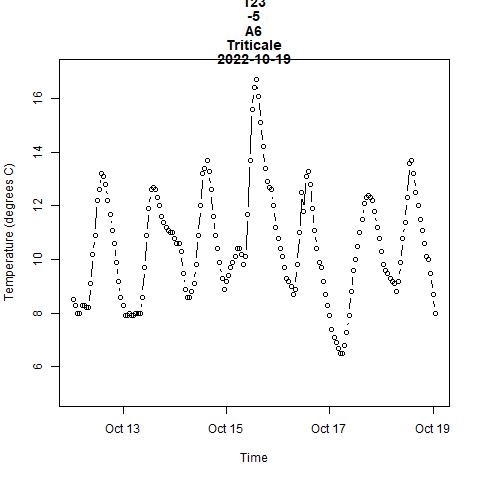 123
-5
A6
Triticale
2022-10-19
Temperature (degrees C)
16
14
12
10
8
6
Oct 13
Oct 15
Oct 17
Oct 19
Time